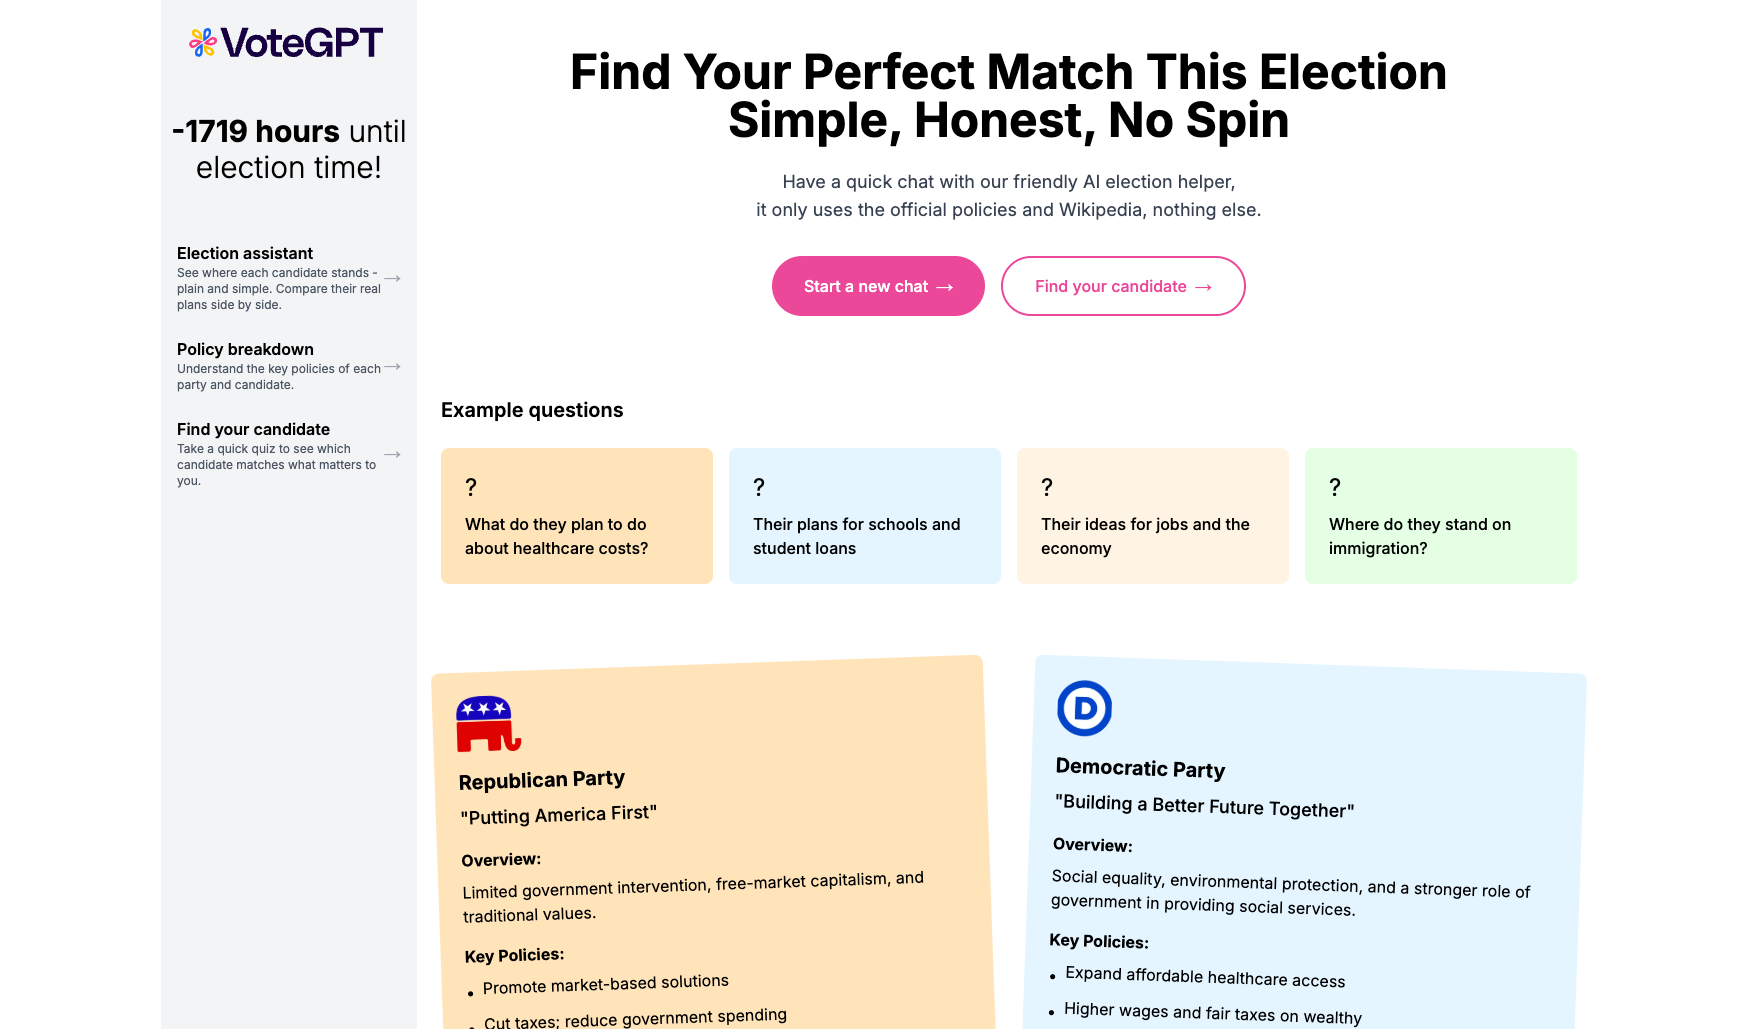 VoteGPT
-1719 hours until
election time!
Election assistant
See where each candidate stands -
plain and simple. Compare their real
plans side by side.
→
Policy breakdown
Understand the key policies of each
party and candidate.
→
Find your candidate
Take a quick quiz to see which
candidate matches what matters to
you.
→
Find Your Perfect Match This Election
Simple, Honest, No Spin
Have a quick chat with our friendly AI election helper,
it only uses the official policies and Wikipedia, nothing else.
Start a new chat →
Find your candidate →
Example questions
?
What do they plan to do
about healthcare costs?
?
Their plans for schools and
student loans
?
Their ideas for jobs and the
economy
?
Where do they stand on
immigration?
Republican Party
"Putting America First"
Overview:
Limited government intervention, free-market capitalism, and
traditional values.
Key Policies:
• Promote market-based solutions
• Cut taxes; reduce government spending
D
Democratic Party
"Building a Better Future Together"
Overview:
Social equality, environmental protection, and a stronger role of
government in providing social services.
Key Policies:
• Expand affordable healthcare access
• Higher wages and fair taxes on wealthy